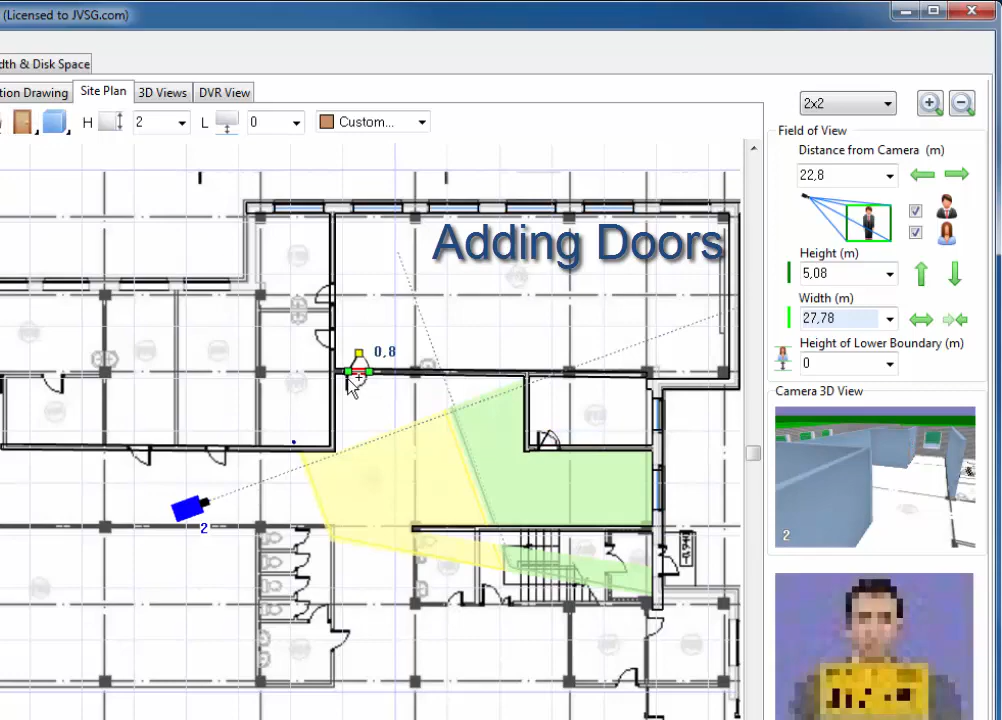 (Licensed to JVSG.com)
dth & Disk Space
tion Drawing
Site Plan
3D Views
DVR View
H
2
L
0
Custom...
2x2
Field of View
Distance from Camera (m)
22,8
Height (m)
5,08
Width (m)
27,78
Height of Lower Boundary (m)
0
Camera 3D View
2
Adding Doors
0,8
2